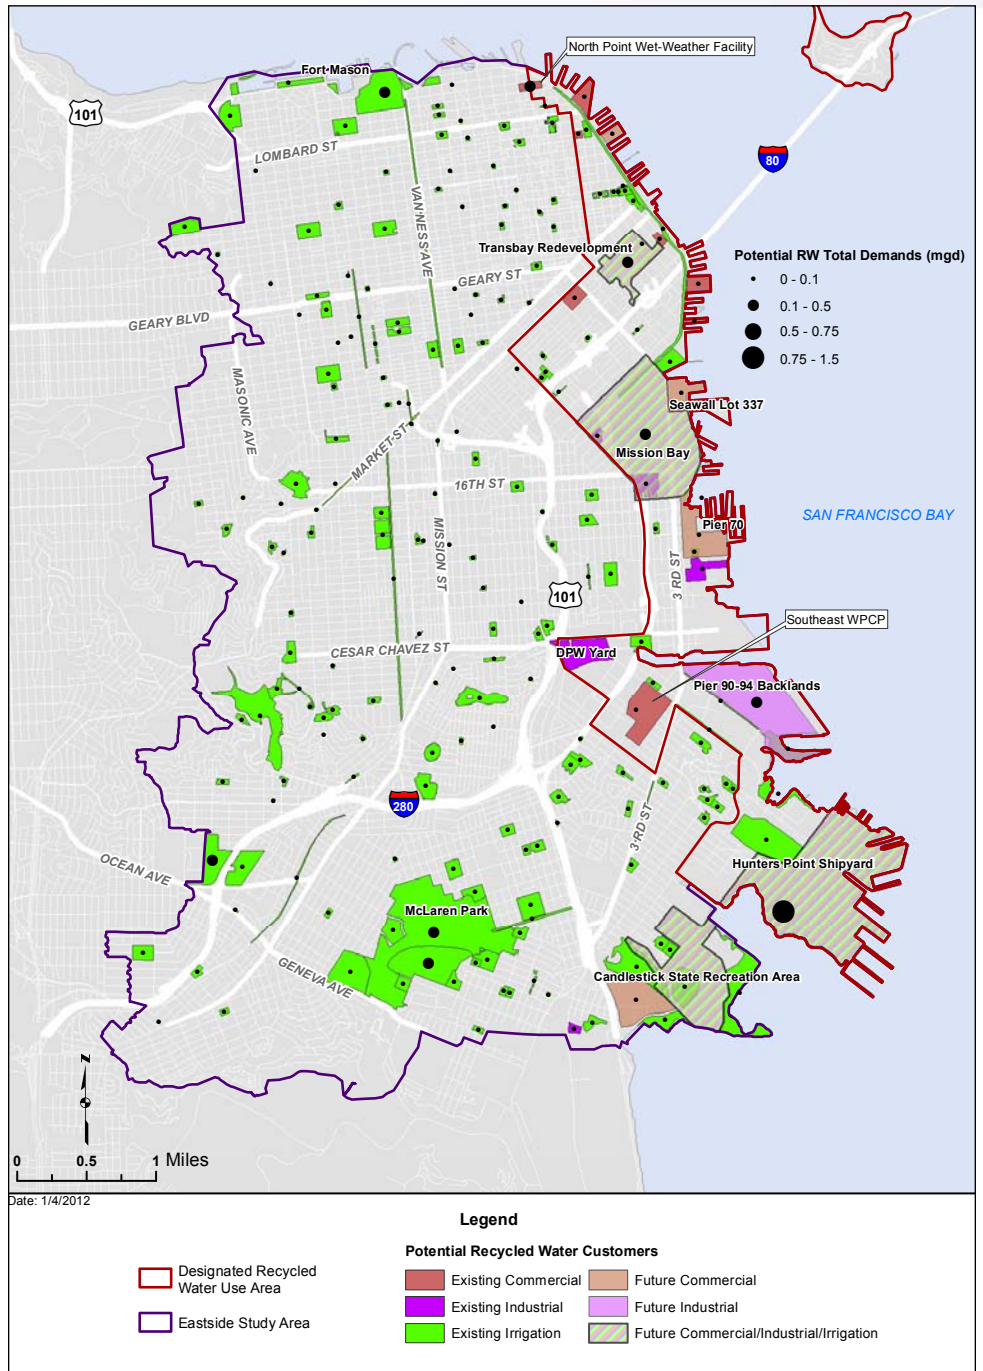 North Point Wet-Weather Facility
Fort Mason
101
LOMBARD ST
80
VAN NESS AVE
Transbay Redevelopment
Potential RW Total Demands (mgd)
0 - 0.1
0.1 - 0.5
0.5 - 0.75
0.75 - 1.5
GEARY ST
GEARY BLVD
MASONIC AVE
Seawall Lot 337
MARKET ST
Mission Bay
16TH ST
SAN FRANCISCO BAY
Pier 70
MISSION ST
3 RD ST
101
Southeast WPCP
CESAR CHAVEZ ST
DPW Yard
Pier 90-94 Backlands
280
3 RD ST
OCEAN AVE
Hunters Point Shipyard
McLaren Park
GENEVA AVE
Candlestick State Recreation Area
N
0 0.5 1 Miles
Date: 1/4/2012
Legend
Potential Recycled Water Customers
Designated Recycled
Water Use Area
Eastside Study Area
Existing Commercial
Existing Industrial
Existing Irrigation
Future Commercial
Future Industrial
Future Commercial/Industrial/Irrigation